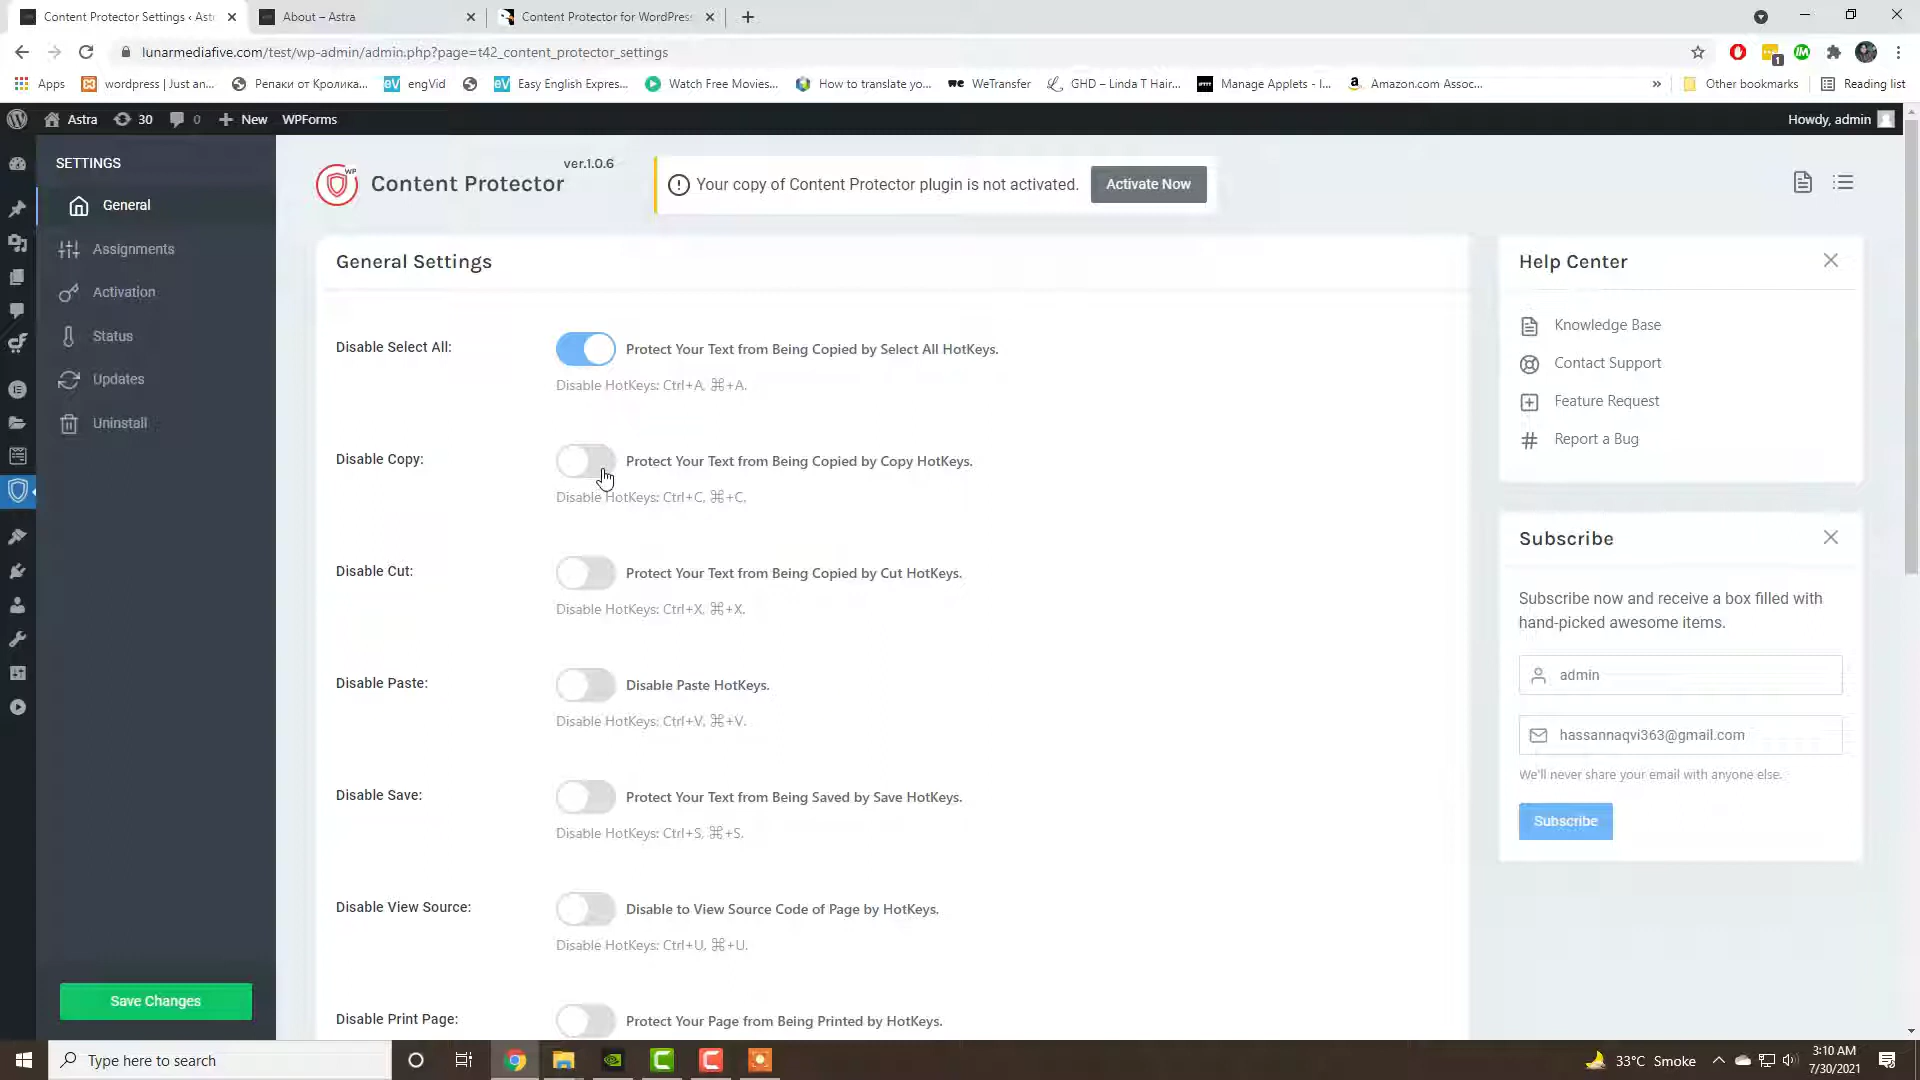 Content Protector Settings ‹ Ast
About – Astra
Content Protector for WordPres
lunarmediafive.com/test/wp-admin/admin.php?page=t42_content_protector_settings
1
Apps
wordpress | Just an...
Репаки от Кролика...
eV engVid
eV Easy English Expres...
Watch Free Movies...
How to translate yo...
we WeTransfer
GHD – Linda T Hair...
Manage Applets - I...
a Amazon.com Assoc...
»
Other bookmarks
Reading list
Astra
30
0
New
WPForms
Howdy, admin
SETTINGS
General
Assignments
Activation
Status
Updates
Uninstall
Save Changes
WP
Content Protector
ver.1.0.6
Your copy of Content Protector plugin is not activated.
Activate Now
General Settings
Disable Select All:
Protect Your Text from Being Copied by Select All HotKeys.
Disable HotKeys: Ctrl+A, ⌘+A.
Disable Copy:
Protect Your Text from Being Copied by Copy HotKeys.
Disable HotKeys: Ctrl+C, ⌘+C.
Disable Cut:
Protect Your Text from Being Copied by Cut HotKeys.
Disable HotKeys: Ctrl+X, ⌘+X.
Disable Paste:
Disable Paste HotKeys.
Disable HotKeys: Ctrl+V, ⌘+V.
Disable Save:
Protect Your Text from Being Saved by Save HotKeys.
Disable HotKeys: Ctrl+S, ⌘+S.
Disable View Source:
Disable to View Source Code of Page by HotKeys.
Disable HotKeys: Ctrl+U, ⌘+U.
Disable Print Page:
Protect Your Page from Being Printed by HotKeys.
Help Center
Knowledge Base
Contact Support
Feature Request
Report a Bug
Subscribe
Subscribe now and receive a box filled with
hand-picked awesome items.
admin
hassannaqvi363@gmail.com
We'll never share your email with anyone else.
Subscribe
Type here to search
33°C Smoke
3:10 AM
7/30/2021